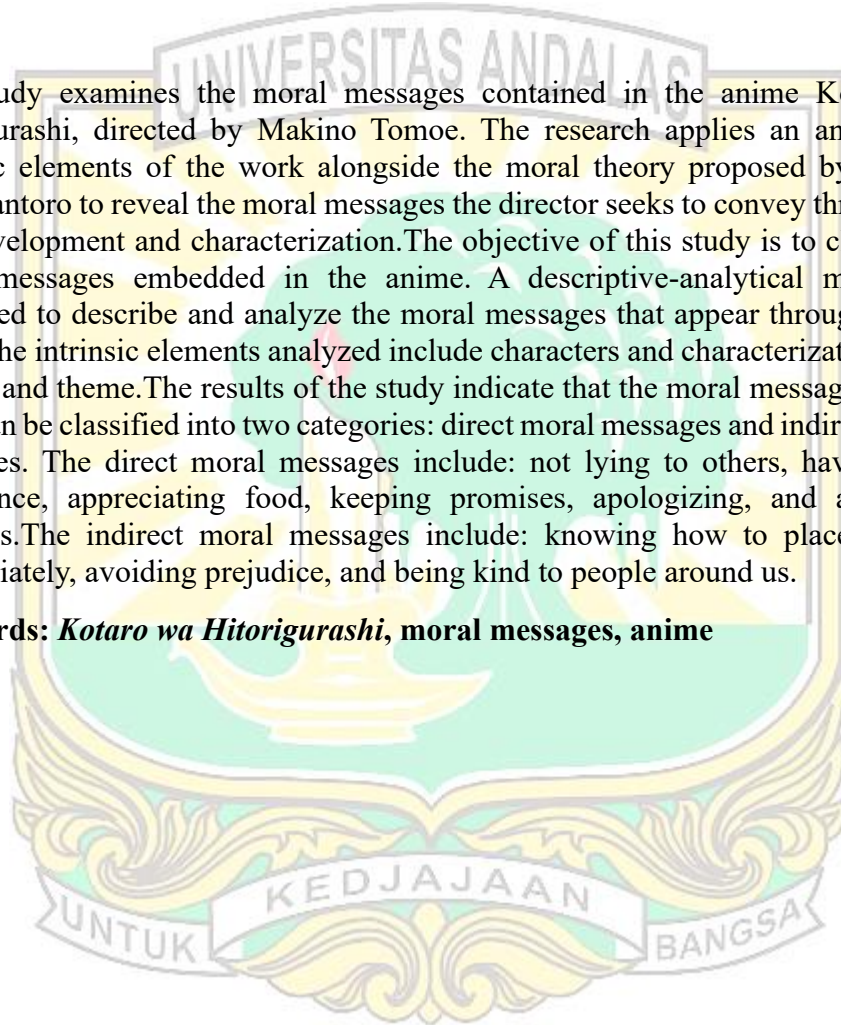 UNIVERSITAS ANDALAS
udy examines the moral messages contained in the anime Ko
urashi, directed by Makino Tomoe. The research applies an an
c elements of the work alongside the moral theory proposed by
antoro to reveal the moral messages the director seeks to convey thr
velopment and characterization.The objective of this study is to c
messages embedded in the anime. A descriptive-analytical m
ed to describe and analyze the moral messages that appear throug
he intrinsic elements analyzed include characters and characterizat
and theme.The results of the study indicate that the moral messag
n be classified into two categories: direct moral messages and indir
es. The direct moral messages include: not lying to others, hav
nce, appreciating food, keeping promises, apologizing, and a
s.The indirect moral messages include: knowing how to place
iately, avoiding prejudice, and being kind to people around us.
rds: Kotaro wa Hitorigurashi, moral messages, anime
UNTUK KEDJAJAAN BANGSA